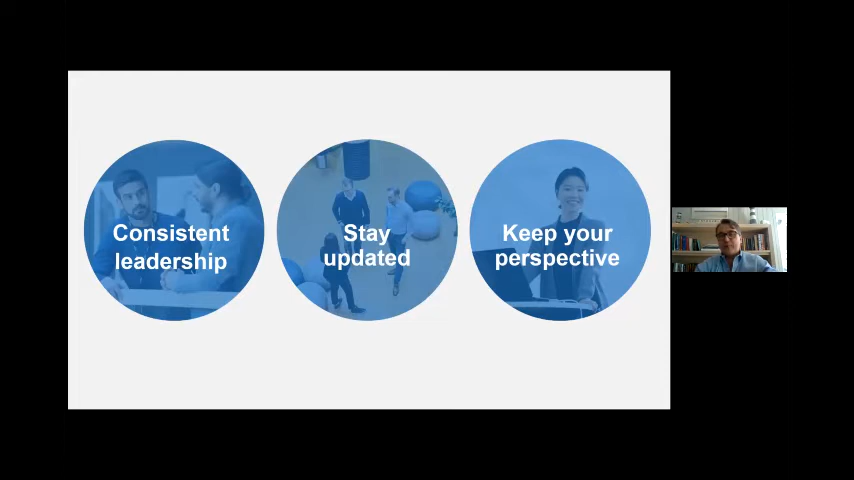 Consistent
leadership
Stay
updated
Keep your
perspective